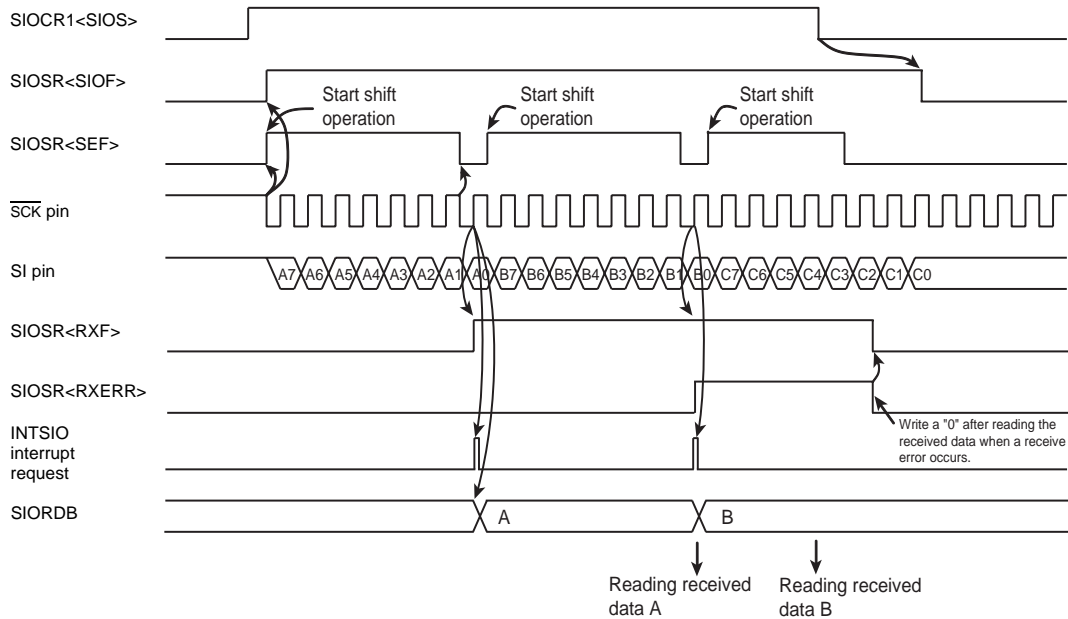 SIOCR1<SIOS>
SIOSR<SIOF>
Start shift
operation
Start shift
operation
Start shift
operation
SIOSR<SEF>
SCK pin
SI pin
A7 A6 A5 A4 A3 A2 A1 A0 B7 B6 B5 B4 B3 B2 B1 B0 C7 C6 C5 C4 C3 C2 C1 C0
SIOSR<RXF>
SIOSR<RXERR>
Write a "0" after reading the
received data when a receive
error occurs.
INTSIO
interrupt
request
SIORDB
A
B
Reading received
data A
Reading received
data B